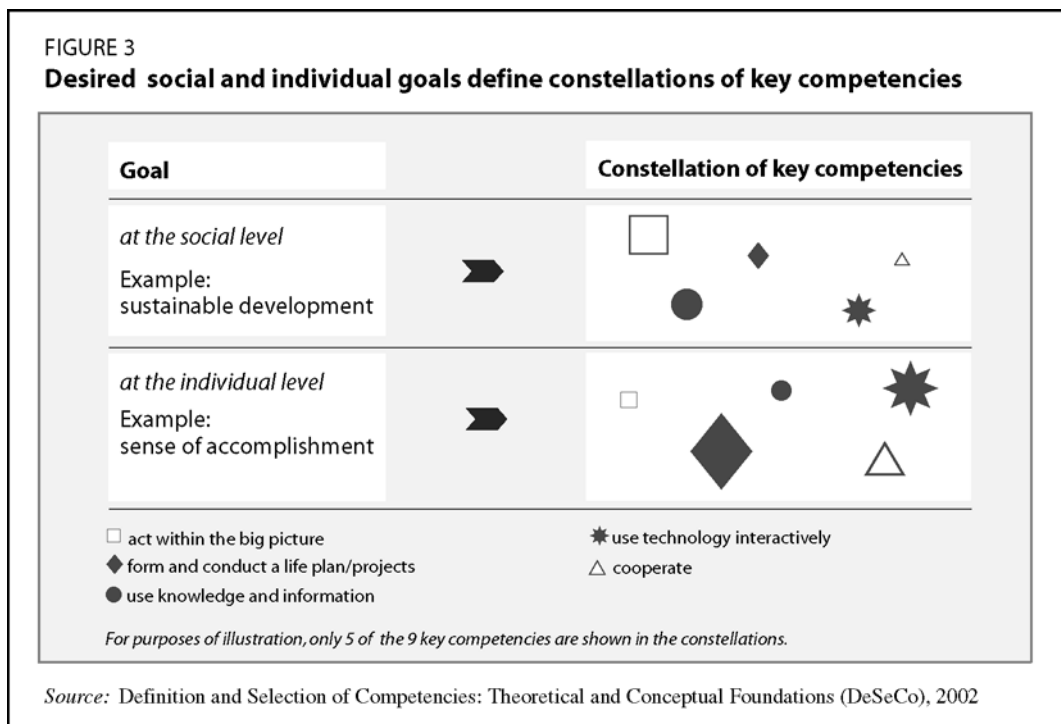 FIGURE 3
Desired social and individual goals define constellations of key competencies
Goal
Constellation of key competencies
at the social level
Example:
sustainable development
at the individual level
Example:
sense of accomplishment
act within the big picture
form and conduct a life plan/projects
use knowledge and information
use technology interactively
cooperate
For purposes of illustration, only 5 of the 9 key competencies are shown in the constellations.
Source: Definition and Selection of Competencies: Theoretical and Conceptual Foundations (DeSeCo), 2002